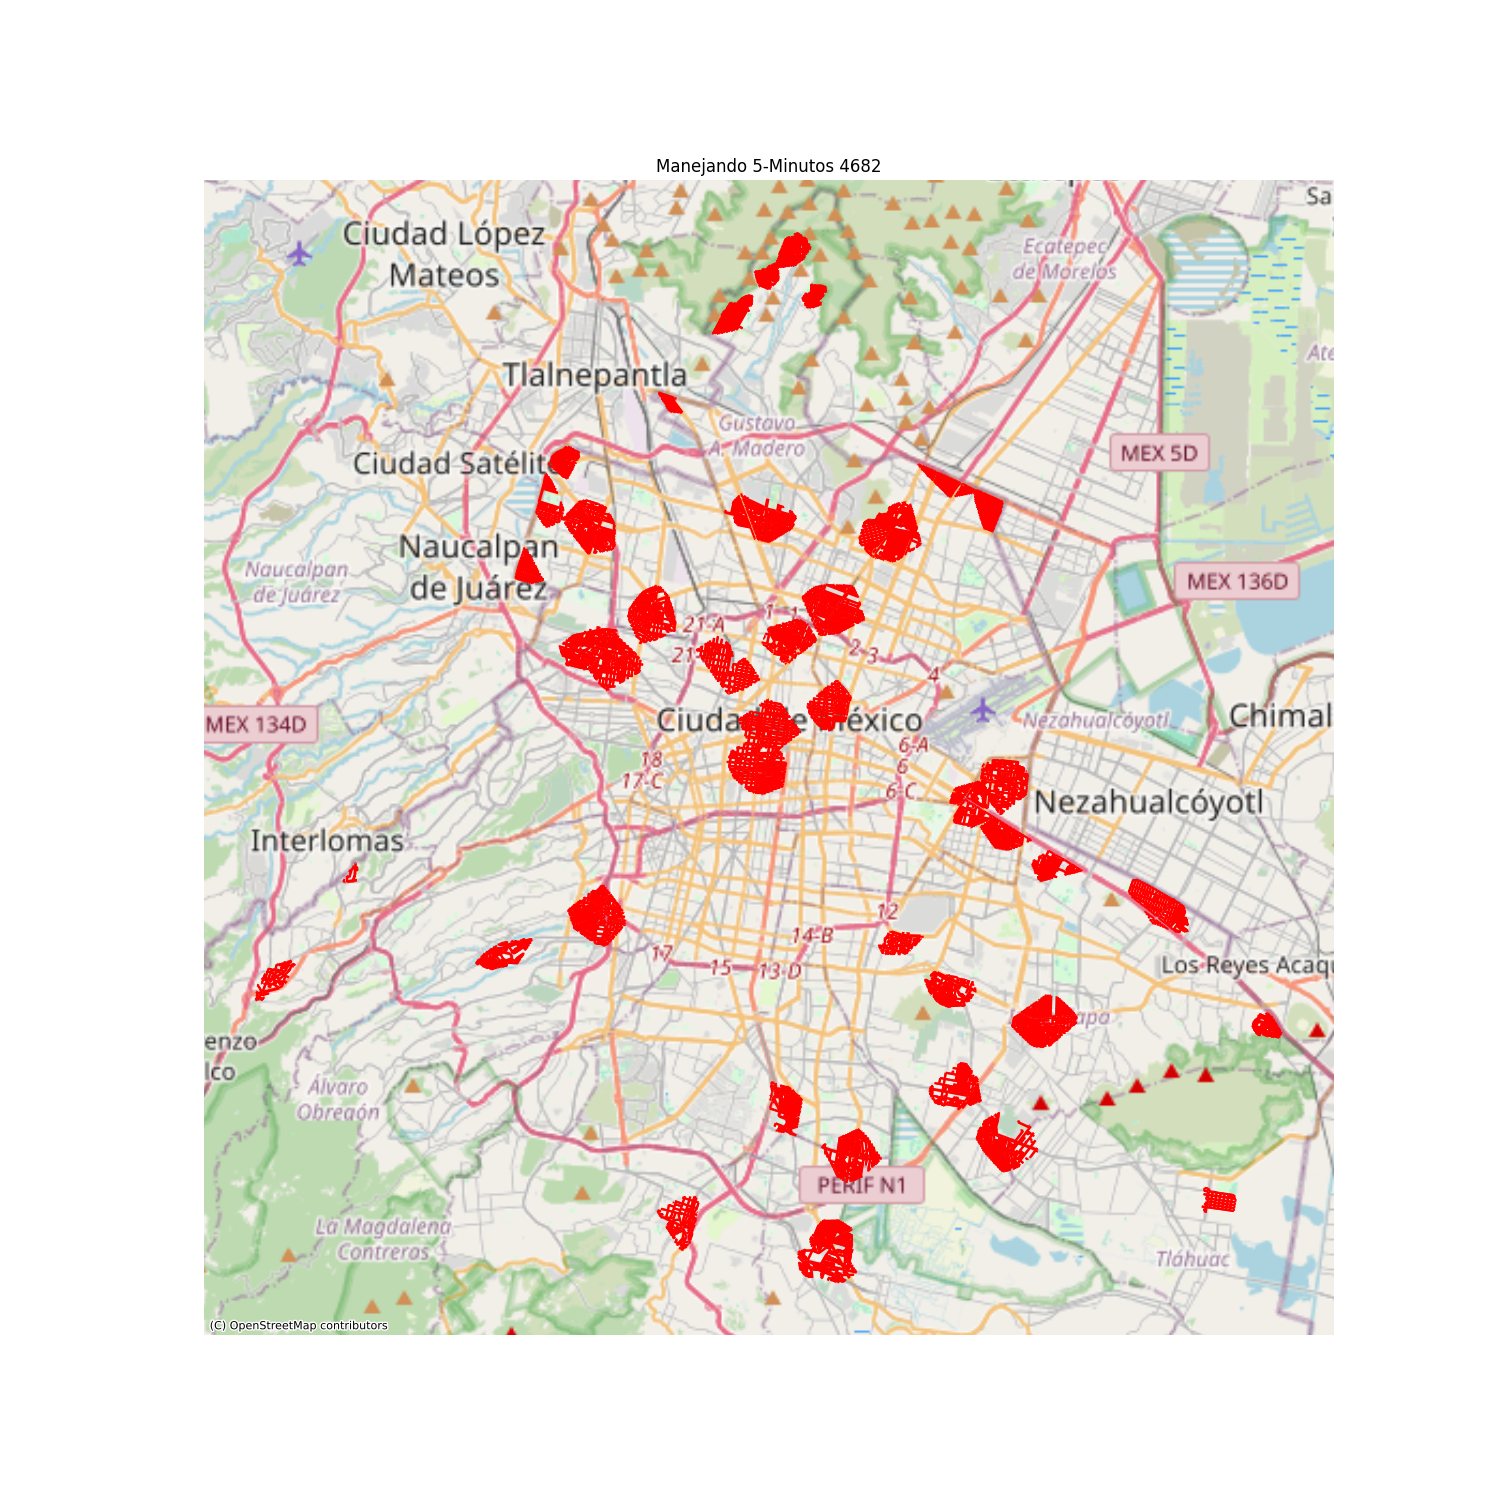 Manejando 5-Minutos 4682
Sa
Ciudad López
Mateos
Ecatepec
de Morelos
Ate
Tlalnepantla
Gustavo
A. Madero
MEX 5D
Ciudad Satélite
Naucalpan
de Juárez
Naucalpan
de Juárez
MEX 136D
21-A
1
1
21
2
3
4
MEX 134D
Ciudad de México
Nezahualcóyotl
Chimal
6-A
18
6
17-C
6-C
Nezahualcóyotl
Interlomas
12
14-B
17
15
13-D
Los Reyes Acaqu
apa
enzo
lco
Álvaro
Obregón
PERIF N1
La Magdalena
Contreras
Tláhuac
(C) OpenStreetMap contributors